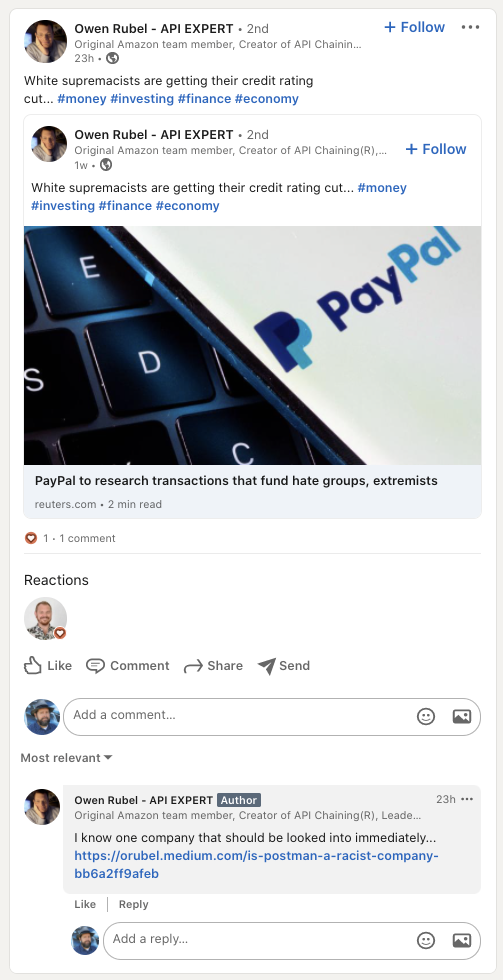 Owen Rubel - API EXPERT • 2nd
+ Follow
Original Amazon team member, Creator of API Chainin...
23h •
White supremacists are getting their credit rating
cut... #money #investing #finance #economy
Owen Rubel - API EXPERT • 2nd
Original Amazon team member, Creator of API Chaining(R),...
+ Follow
1w •
White supremacists are getting their credit rating cut... #money
#investing #finance #economy
E
S
D
C
PayPal
PayPal to research transactions that fund hate groups, extremists
reuters.com • 2 min read
1 · 1 comment
Reactions
Like
Comment
Share
Send
Add a comment...
Most relevant
Owen Rubel - API EXPERT Author
23h
Original Amazon team member, Creator of API Chaining(R), Leade...
I know one company that should be looked into immediately...
https://orubel.medium.com/is-postman-a-racist-company-
bb6a2ff9afeb
Like | Reply
Add a reply...